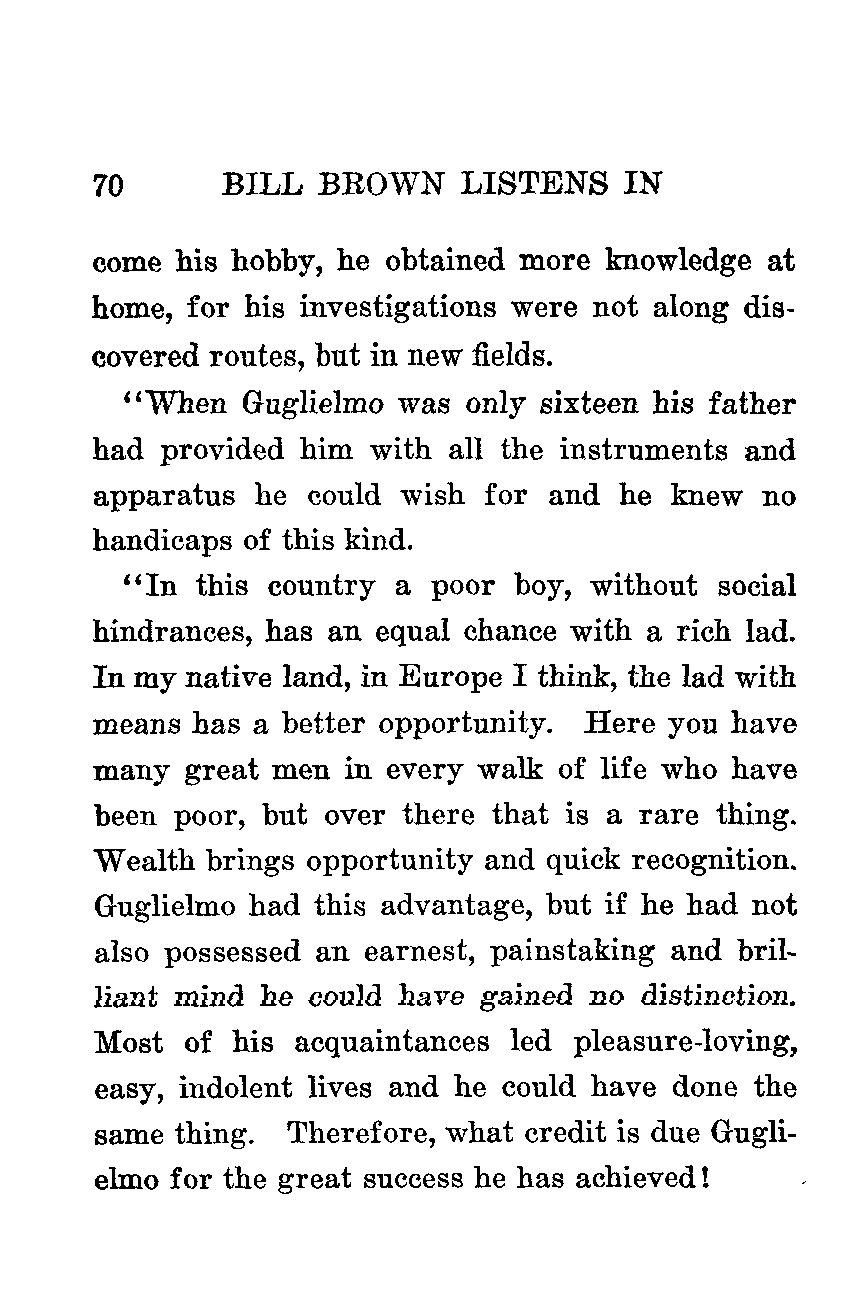 70 BILL BROWN LISTENS IN
come his hobby, he obtained more knowledge at
home, for his investigations were not along dis-
covered routes, but in new fields.
“When Guglielmo was only sixteen his father
had provided him with all the instruments and
apparatus he could wish for and he knew no
handicaps of this kind.
“In this country a poor boy, without social
hindrances, has an equal chance with a rich lad.
In my native land, in Europe I think, the lad with
means has a better opportunity. Here you have
many great men in every walk of life who have
been poor, but over there that is a rare thing.
Wealth brings opportunity and quick recognition.
Guglielmo had this advantage, but if he had not
also possessed an earnest, painstaking and bril-
liant mind he could have gained no distinction.
Most of his acquaintances led pleasure-loving,
easy, indolent lives and he could have done the
same thing. Therefore, what credit is due Gugli-
elmo for the great success he has achieved!